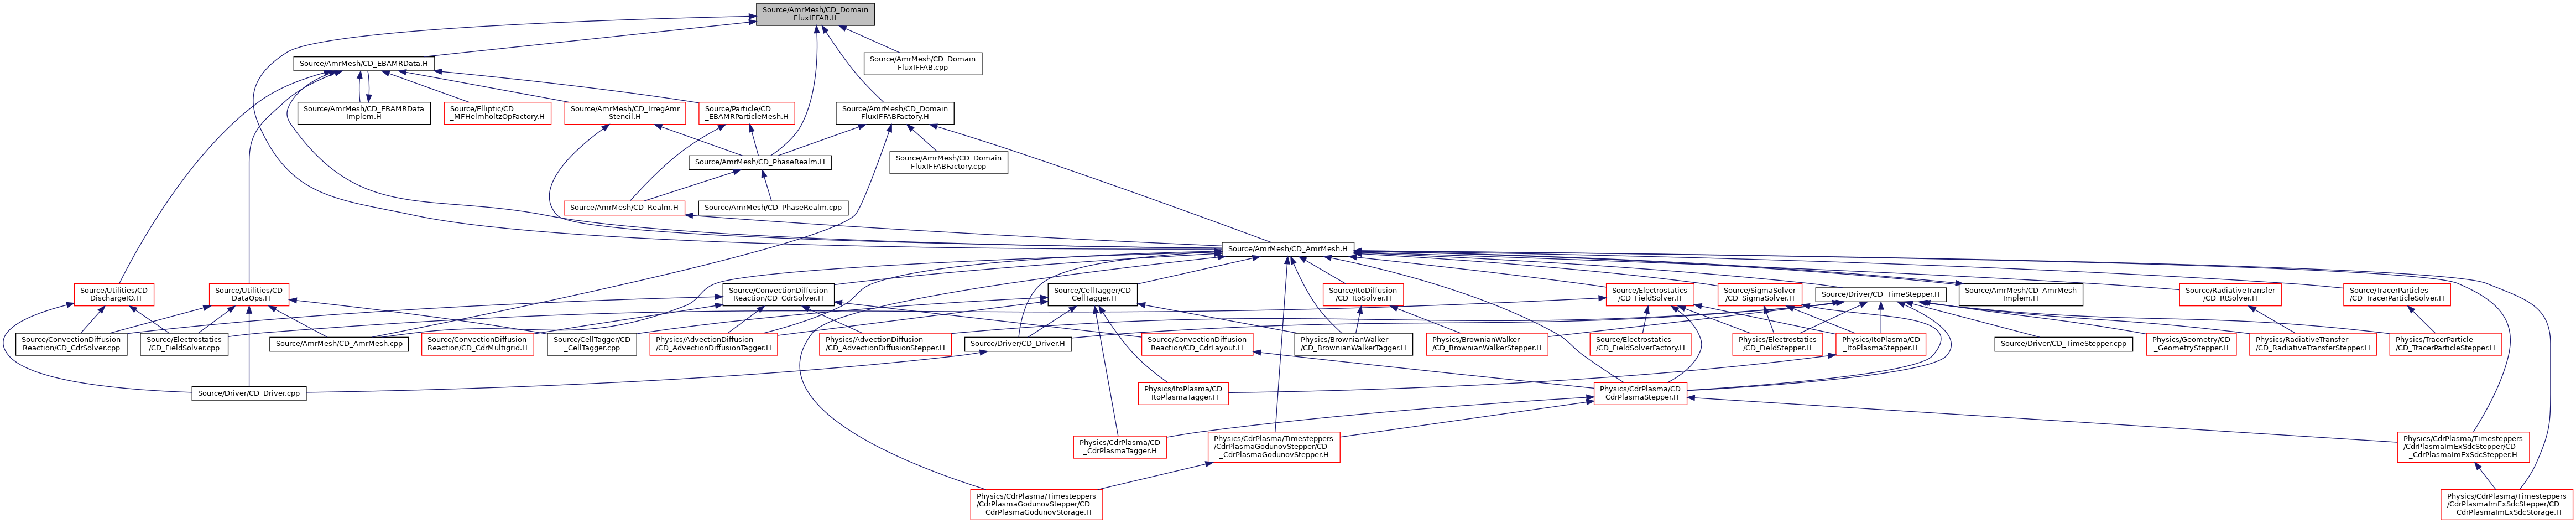 Source/AmrMesh/CD_Domain
FluxIFFAB.H
Source/AmrMesh/CD_EBAMRData.H
Source/AmrMesh/CD_Domain
FluxIFFAB.cpp
Source/AmrMesh/CD_EBAMRData
Implem.H
Source/Elliptic/CD
_MFHelmholtzOpFactory.H
Source/AmrMesh/CD_IrregAmr
Stencil.H
Source/Particle/CD
_EBAMRParticleMesh.H
Source/AmrMesh/CD_Domain
FluxIFFABFactory.H
Source/AmrMesh/CD_PhaseRealm.H
Source/AmrMesh/CD_Domain
FluxIFFABFactory.cpp
Source/AmrMesh/CD_Realm.H
Source/AmrMesh/CD_PhaseRealm.cpp
Source/AmrMesh/CD_AmrMesh.H
Source/Utilities/CD
_DischargeIO.H
Source/Utilities/CD
_DataOps.H
Source/ConvectionDiffusion
Reaction/CD_CdrSolver.H
Source/CellTagger/CD
_CellTagger.H
Source/ItoDiffusion
/CD_ItoSolver.H
Source/Electrostatics
/CD_FieldSolver.H
Source/SigmaSolver
/CD_SigmaSolver.H
Source/Driver/CD_TimeStepper.H
Source/AmrMesh/CD_AmrMesh
Implem.H
Source/RadiativeTransfer
/CD_RtSolver.H
Source/TracerParticles
/CD_TracerParticleSolver.H
Source/ConvectionDiffusion
Reaction/CD_CdrSolver.cpp
Source/Electrostatics
/CD_FieldSolver.cpp
Source/AmrMesh/CD_AmrMesh.cpp
Source/ConvectionDiffusion
Reaction/CD_CdrMultigrid.H
Source/CellTagger/CD
_CellTagger.cpp
Physics/AdvectionDiffusion
/CD_AdvectionDiffusionTagger.H
Physics/AdvectionDiffusion
/CD_AdvectionDiffusionStepper.H
Source/Driver/CD_Driver.H
Source/ConvectionDiffusion
Reaction/CD_CdrLayout.H
Physics/BrownianWalker
/CD_BrownianWalkerTagger.H
Physics/BrownianWalker
/CD_BrownianWalkerStepper.H
Source/Electrostatics
/CD_FieldSolverFactory.H
Physics/Electrostatics
/CD_FieldStepper.H
Physics/ItoPlasma/CD
_ItoPlasmaStepper.H
Source/Driver/CD_TimeStepper.cpp
Physics/Geometry/CD
_GeometryStepper.H
Physics/RadiativeTransfer
/CD_RadiativeTransferStepper.H
Physics/TracerParticle
/CD_TracerParticleStepper.H
Source/Driver/CD_Driver.cpp
Physics/ItoPlasma/CD
_ItoPlasmaTagger.H
Physics/CdrPlasma/CD
_CdrPlasmaStepper.H
Physics/CdrPlasma/CD
_CdrPlasmaTagger.H
Physics/CdrPlasma/Timesteppers
/CdrPlasmaGodunovStepper/CD
_CdrPlasmaGodunovStepper.H
Physics/CdrPlasma/Timesteppers
/CdrPlasmaImExSdcStepper/CD
_CdrPlasmaImExSdcStepper.H
Physics/CdrPlasma/Timesteppers
/CdrPlasmaGodunovStepper/CD
_CdrPlasmaGodunovStorage.H
Physics/CdrPlasma/Timesteppers
/CdrPlasmaImExSdcStepper/CD
_CdrPlasmaImExSdcStorage.H